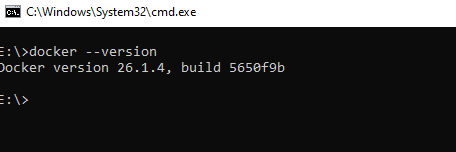 C:\Windows\System32\cmd.exe
E:\>docker --version
Docker version 26.1.4, build 5650f9b
E:\>